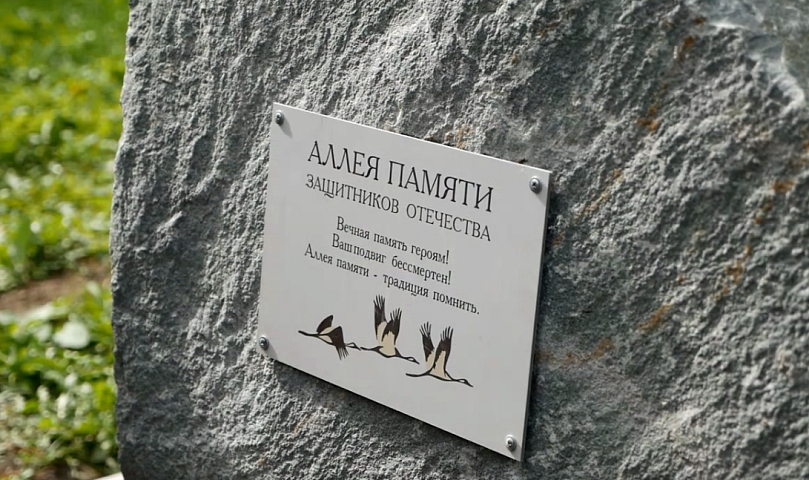 АЛЛЕЯ ПАМЯТИ
ЗАЩИТНИКОВ ОТЕЧЕСТВА
Вечная память героям!
Ваш подвиг бессмертен!
Аллея памяти - традиция помнить.